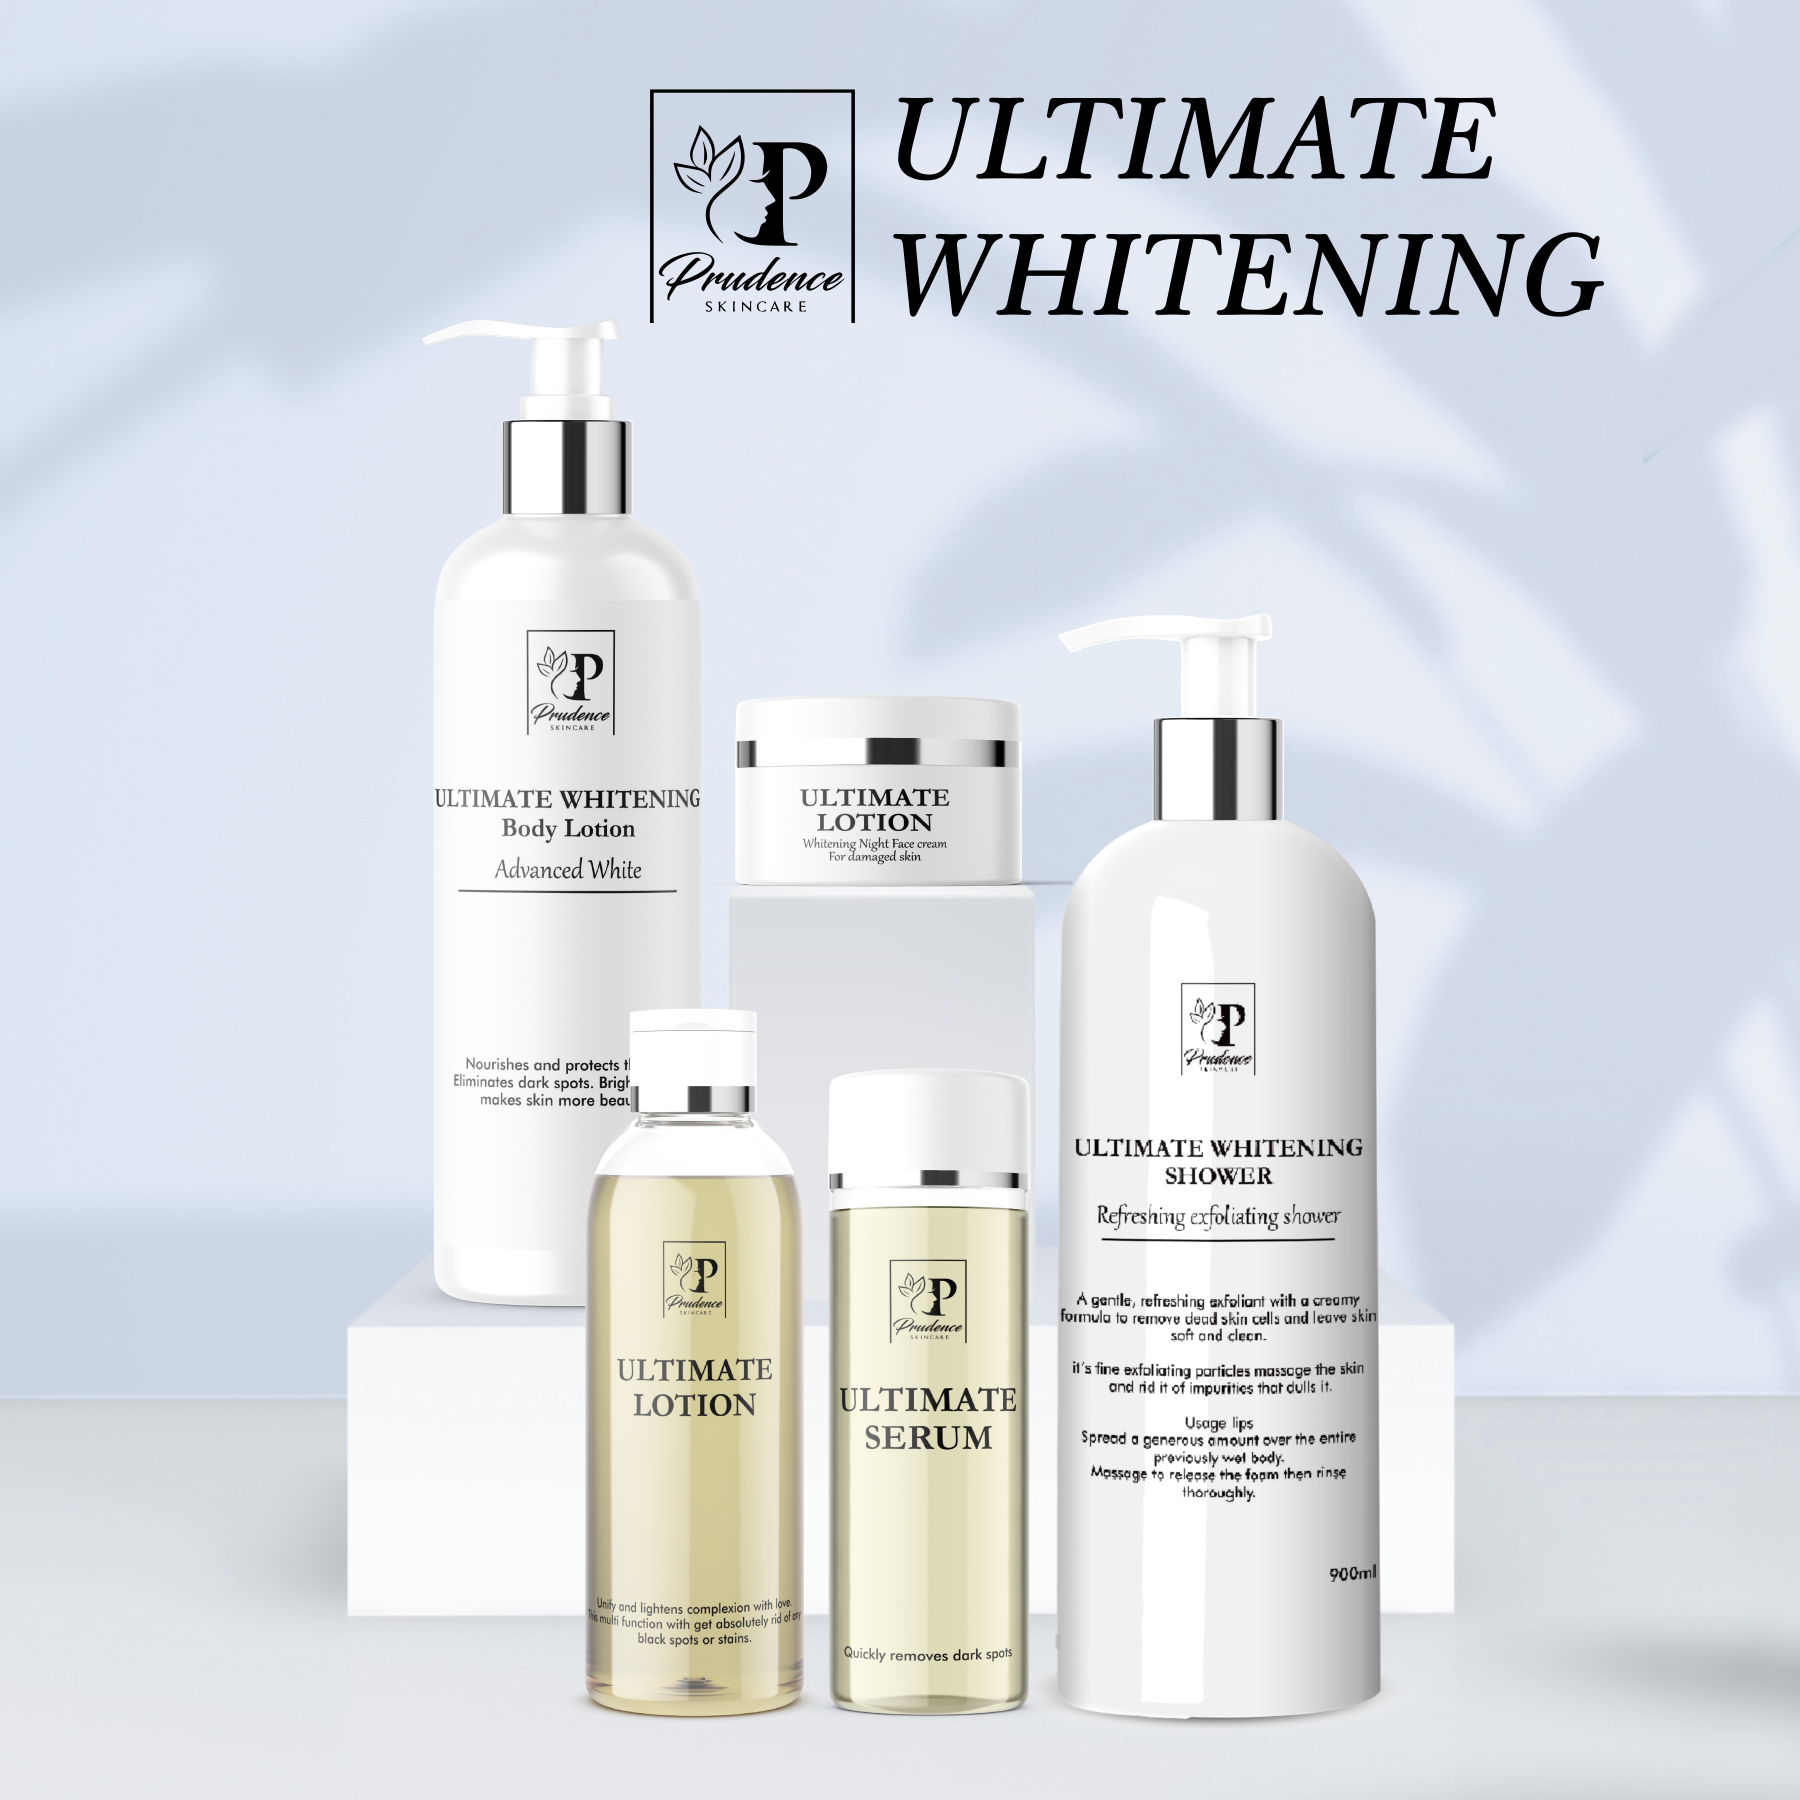 P
Prudence
SKINCARE
ULTIMATE
WHITENING
P
Prudence
SKINCARE
ULTIMATE WHITENING
Body Lotion
Advanced White
Nourishes and protects
Eliminates dark spots.
makes skin more
ULTIMATE
LOTION
Whitening Night Face cream
For damaged skin
P
Prudence
SKINCARE
ULTIMATE
LOTION
Unify and lightens complexion with love.
This multi function with get absolutely rid of any
black spots or stains.
P
Prudence
SKINCARE
ULTIMATE
SERUM
Quickly removes dark spots
P
Prudence
ULTIMATE WHITENING
SHOWER
Refreshing exfoliating shower
A gentle, refreshing exfoliant with a creamy
formula to remove dead skin cells and leave skin
soft and clean.
it's fine exfoliating particles massage the skin
and rid it of impurities that dulls it.
Usage lips
Spread a generous amount over the entire
previously wet body.
Massage to release the foam then rinse
thoroughly.
900ml